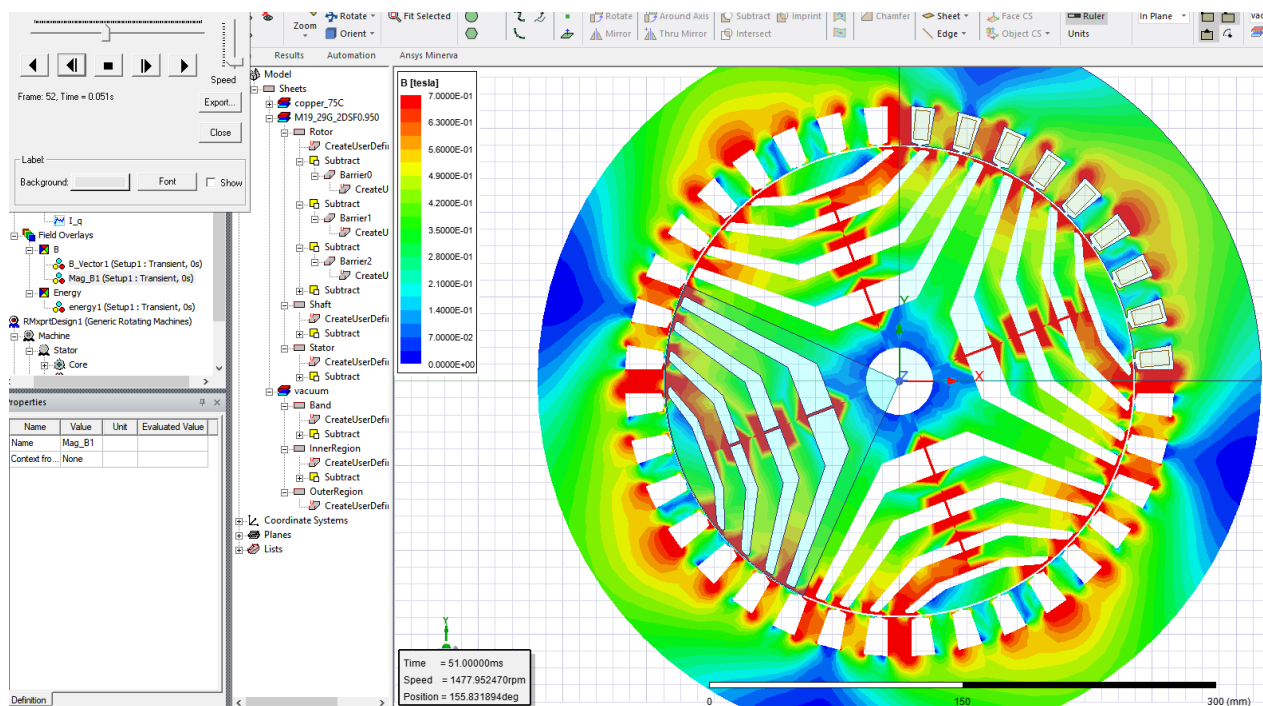 Zoom
Rotate
Orient
Fit Selected
Rotate
Mirror
Around Axis
Thru Mirror
Subtract
Imprint
Intersect
Chamfer
Sheet
Edge
Face CS
Object CS
Ruler
Units
In Plane
Results
Automation
Ansys Minerva
Speed
Frame: 52, Time = 0.051s
Export...
Close
Label:
Background:
Font
Show
I_q
Field Overlays
B
B_Vector1 (Setup1 : Transient, 0s)
Mag_B1 (Setup1 : Transient, 0s)
Energy
energy1 (Setup1 : Transient, 0s)
RMxprtDesign1 (Generic Rotating Machines)
Machine
Stator
Core
Properties
Name
Value
Unit
Evaluated Value
Name
Mag_B1
Context fro...
None
Definition
Model
Sheets
copper_75C
M19_29G_2DSF0.950
Rotor
CreateUserDefi
Subtract
Barrier0
CreateU
Subtract
Barrier1
CreateU
Subtract
Barrier2
CreateU
Subtract
Shaft
CreateUserDefi
Subtract
Stator
CreateUserDefi
Subtract
vacuum
Band
CreateUserDefi
Subtract
InnerRegion
CreateUserDefi
Subtract
OuterRegion
CreateUserDefi
Coordinate Systems
Planes
Lists
B [tesla]
7.0000E-01
6.3000E-01
5.6000E-01
4.9000E-01
4.2000E-01
3.5000E-01
2.8000E-01
2.1000E-01
1.4000E-01
7.0000E-02
0.0000E+00
Y
Z
X
Y
Time = 51.00000ms
Speed = 1477.952470rpm
Position = 155.831894deg
0
150
300 (mm)